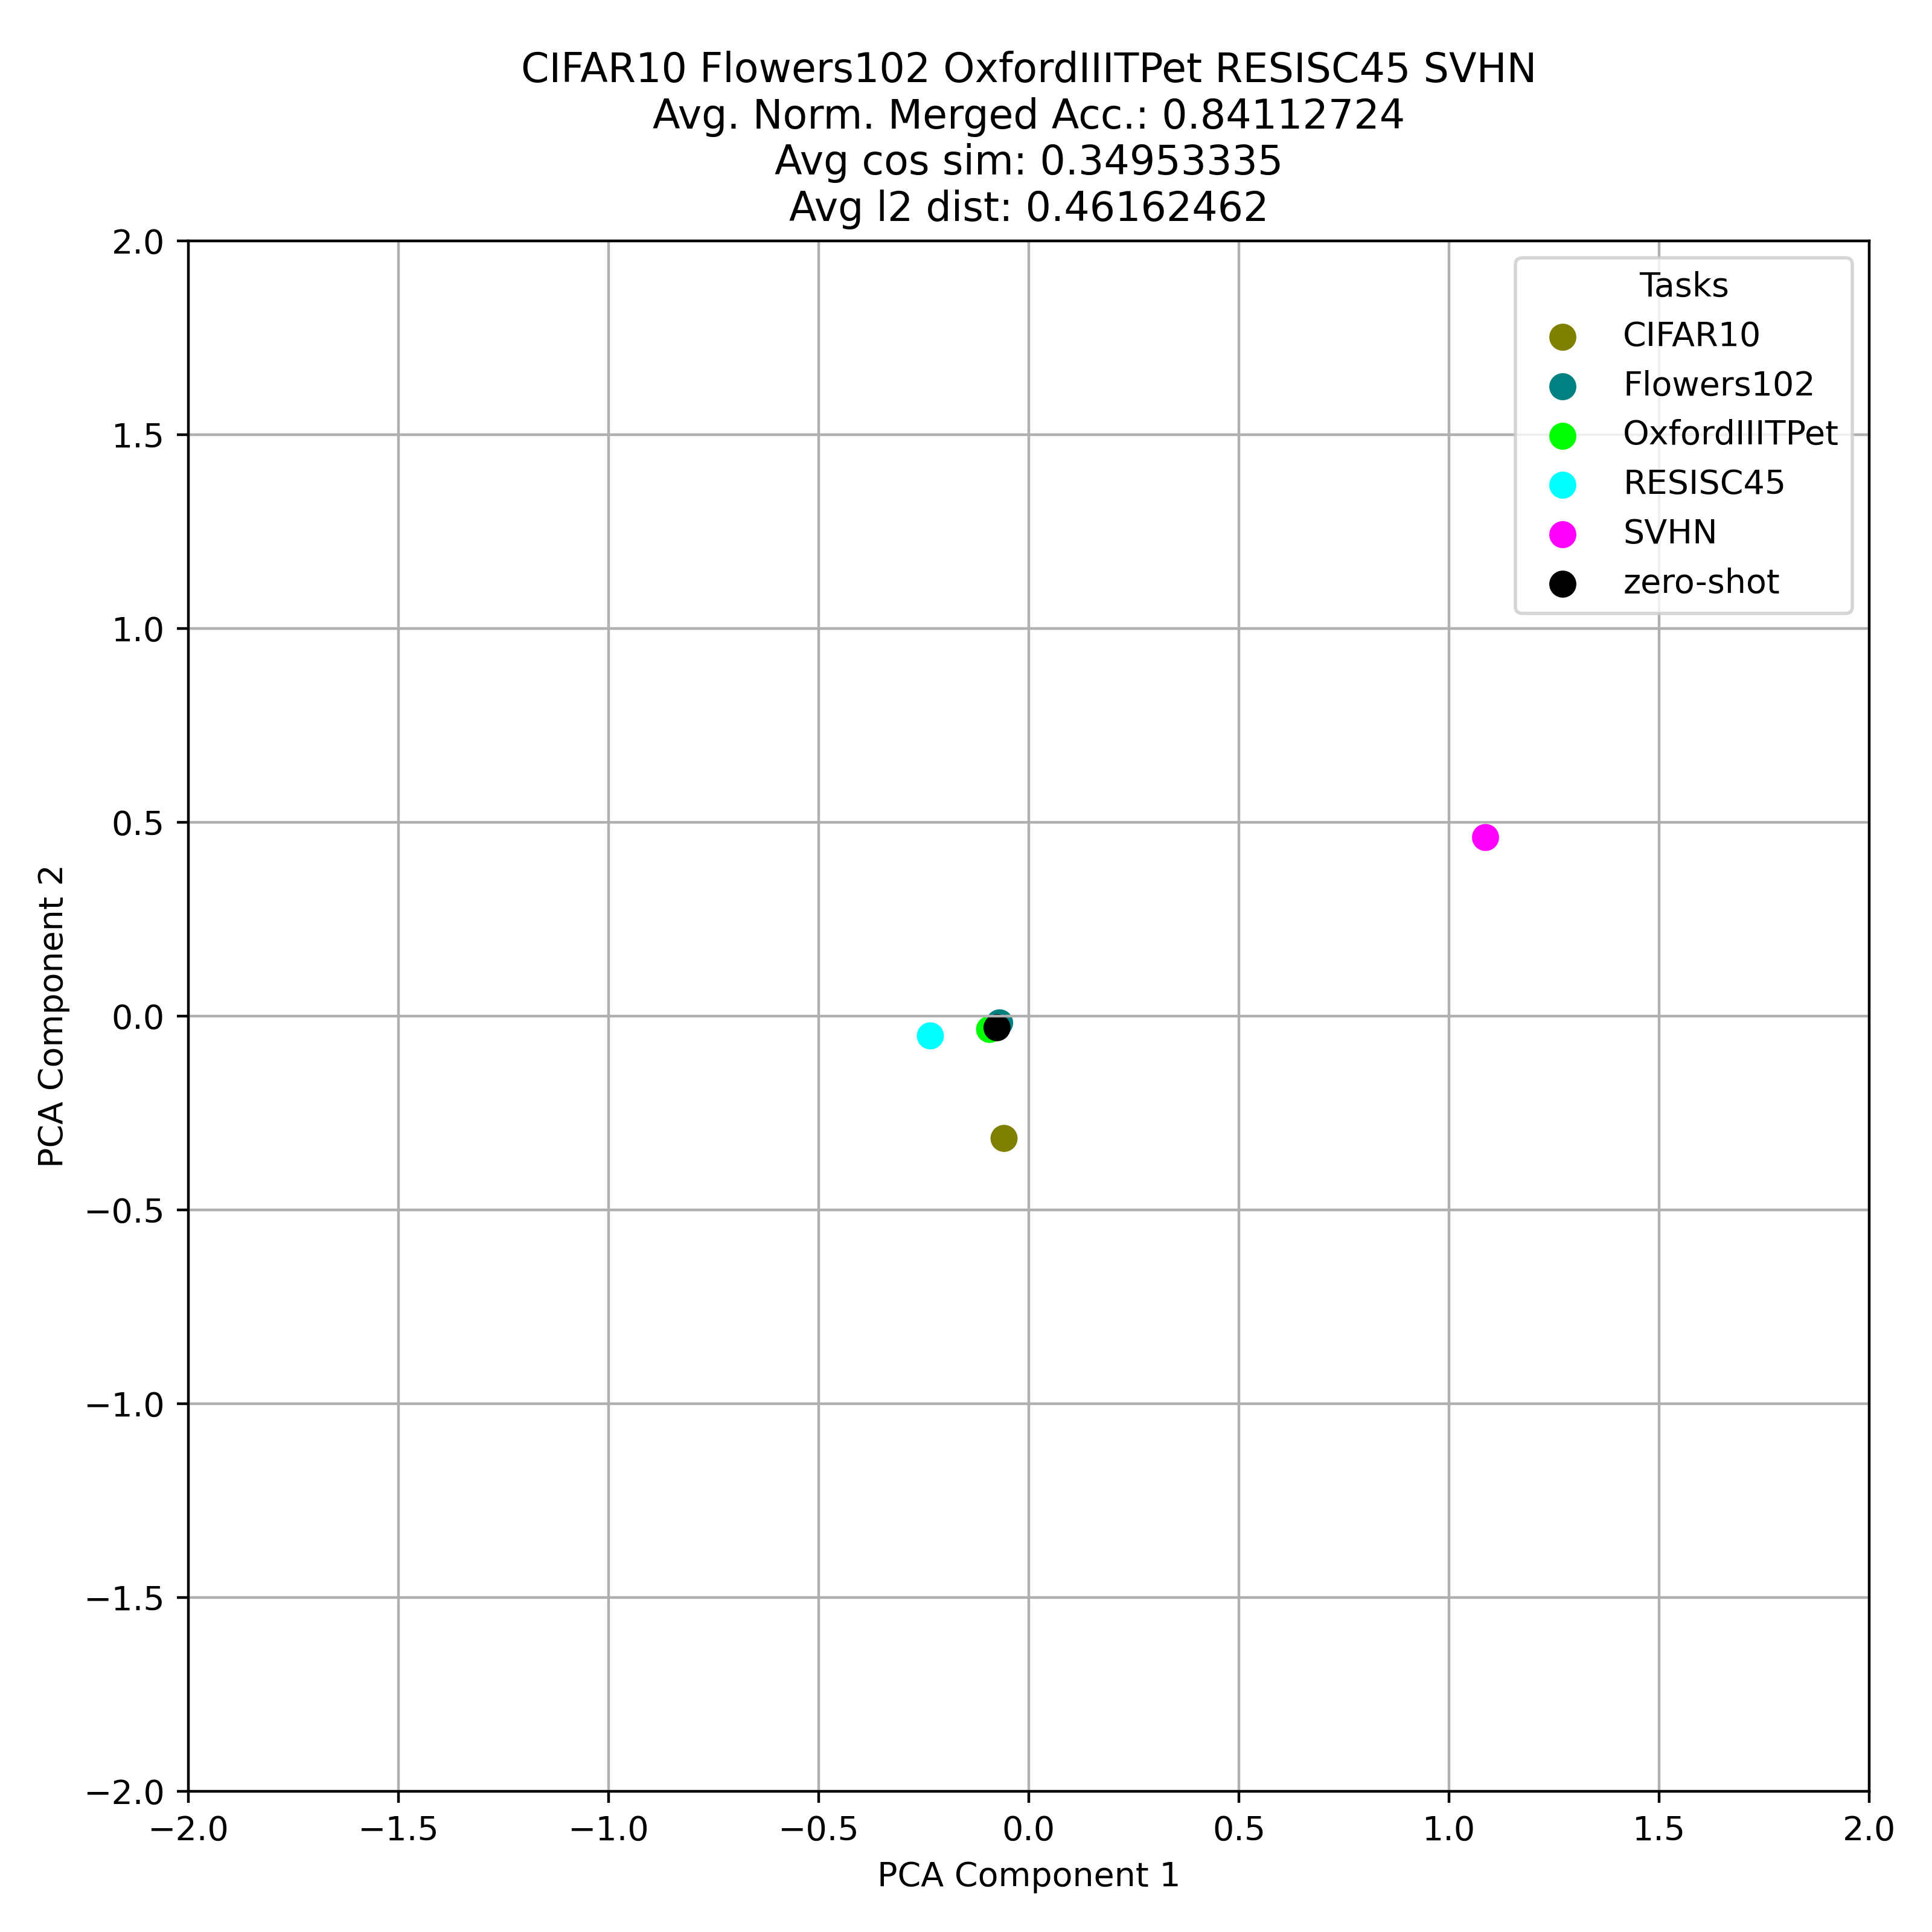 CIFAR10 Flowers102 OxfordIIITPet RESISC45 SVHN
Avg. Norm. Merged Acc.: 0.84112724
Avg cos sim: 0.34953335
Avg l2 dist: 0.46162462
Tasks
CIFAR10
Flowers102
OxfordIIITPet
RESISC45
SVHN
zero-shot
PCA Component 2
2.0
1.5
1.0
0.5
0.0
−0.5
−1.0
−1.5
−2.0
−2.0 −1.5 −1.0 −0.5 0.0 0.5 1.0 1.5 2.0
PCA Component 1